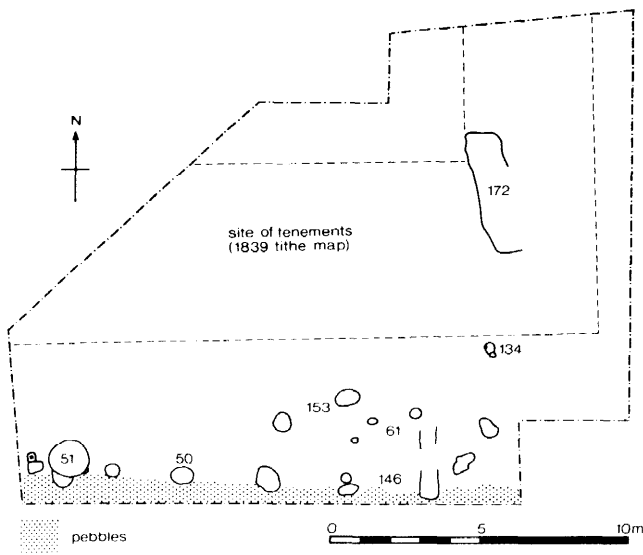 N
172
site of tenements
(1839 tithe map)
134
153
61
51
50
146
pebbles
0 5 10m